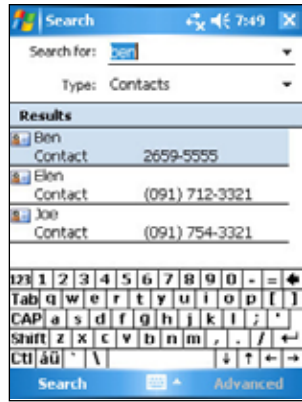 Search 7:49
Search for: ben
Type: Contacts
Results
Ben
Contact 2659-5555
Elen
Contact (091) 712-3321
Joe
Contact (091) 754-3321
123 1 2 3 4 5 6 7 8 9 0 - =
Tab q w e r t y u i o p [ ]
CAP a s d f g h j k l ; '
Shift z x c v b n m , . /
Ctl áü ` \
Search Advanced